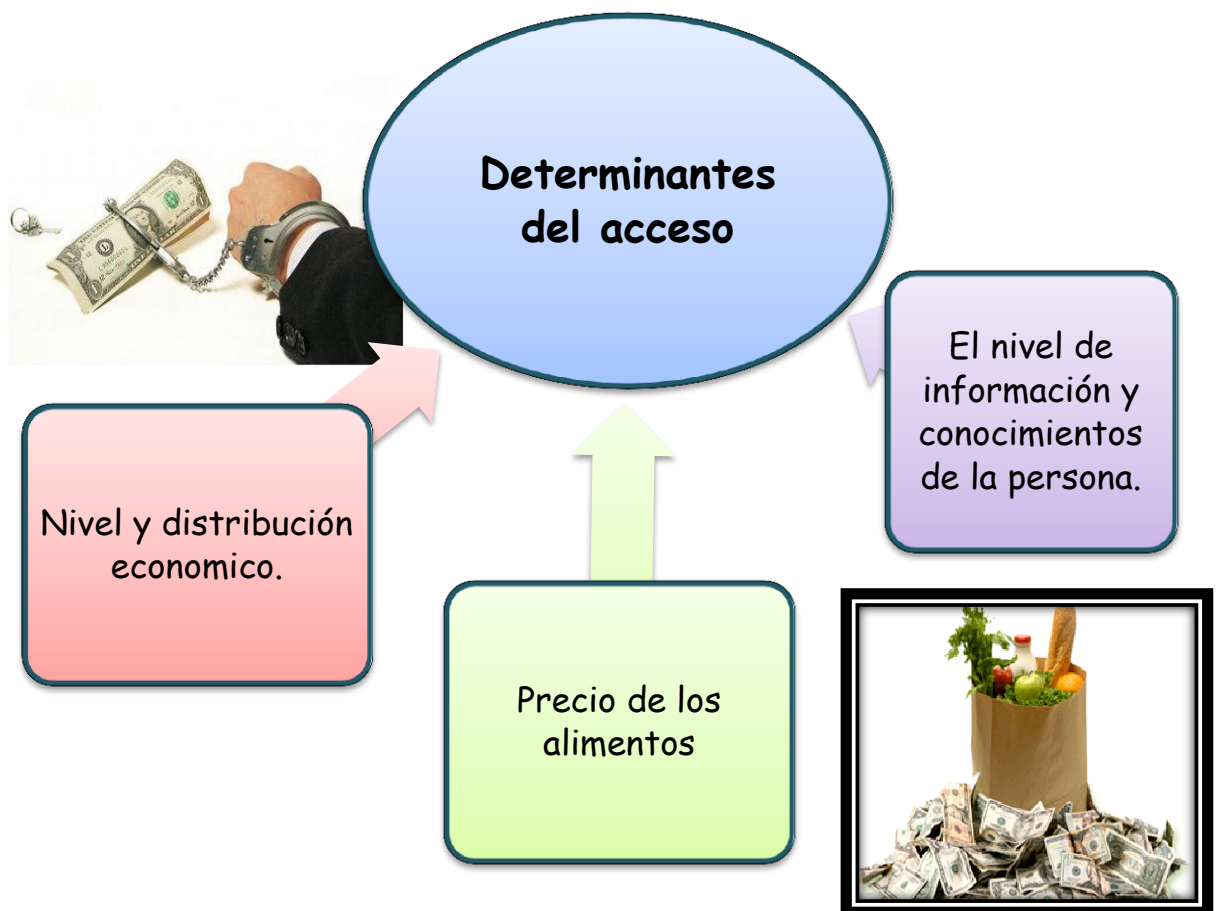 Determinantes
del acceso
El nivel de
información y
conocimientos
de la persona.
Nivel y distribución
economico.
Precio de los
alimentos